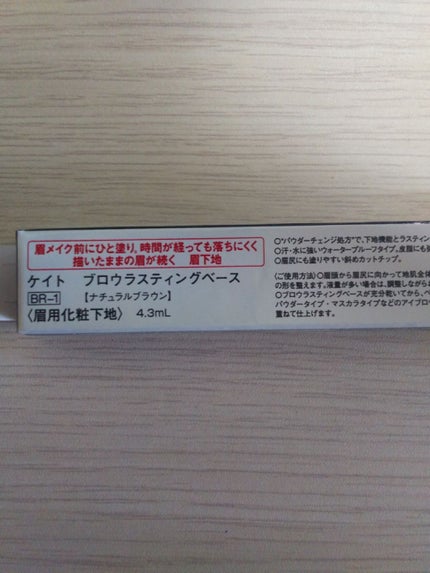 眉メイク前にひと塗り。時間が経っても落ちにくく
描いたままの眉が続く 眉下地
ケイト ブロウラスティングベース
BR-1 【ナチュラルブラウン】
〈眉用化粧下地〉 4.3mL
○"パウダーチェンジ処方"で、下地機能とラスティン
○汗・水に強いウォータープルーフタイプ。皮脂にも強
○眉尻にも塗りやすい斜めカットチップ。
〈ご使用方法〉○眉頭から眉尻に向かって地肌全体
の形を整えます。液量が多い場合は、調整しながら
○ブロウラスティングベースが充分乾いてから、ペ
パウダータイプ・マスカラタイプなどのアイブロ
重ねて仕上げます。